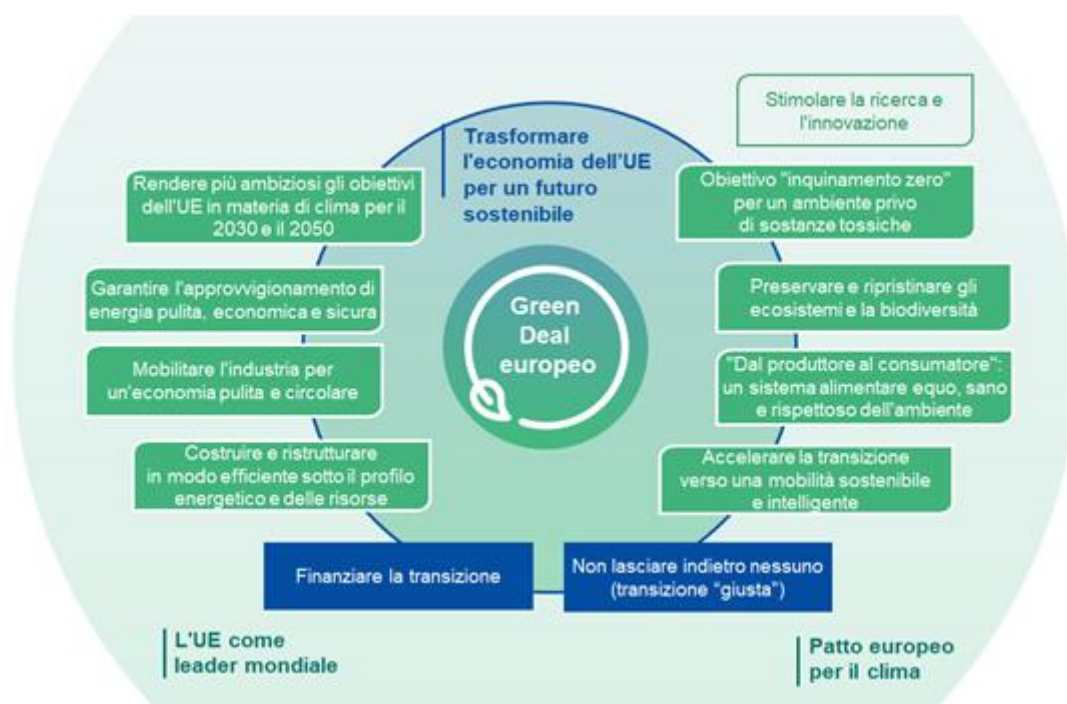 Stimolare la ricerca e
l'innovazione
Trasformare
l'economia dell'UE
per un futuro
sostenibile
Rendere più ambiziosi gli obiettivi
dell'UE in materia di clima per il
2030 e il 2050
Obiettivo "inquinamento zero"
per un ambiente privo
di sostanze tossiche
Garantire l'approvvigionamento di
energia pulita, economica e sicura
Preservare e ripristinare gli
ecosistemi e la biodiversità
Green
Deal
europeo
Mobilitare l'industria per
un'economia pulita e circolare
"Dal produttore al consumatore":
un sistema alimentare equo, sano
e rispettoso dell'ambiente
Costruire e ristrutturare
in modo efficiente sotto il profilo
energetico e delle risorse
Accelerare la transizione
verso una mobilità sostenibile
e intelligente
Finanziare la transizione
Non lasciare indietro nessuno
(transizione “giusta”)
L'UE come
leader mondiale
Patto europeo
per il clima